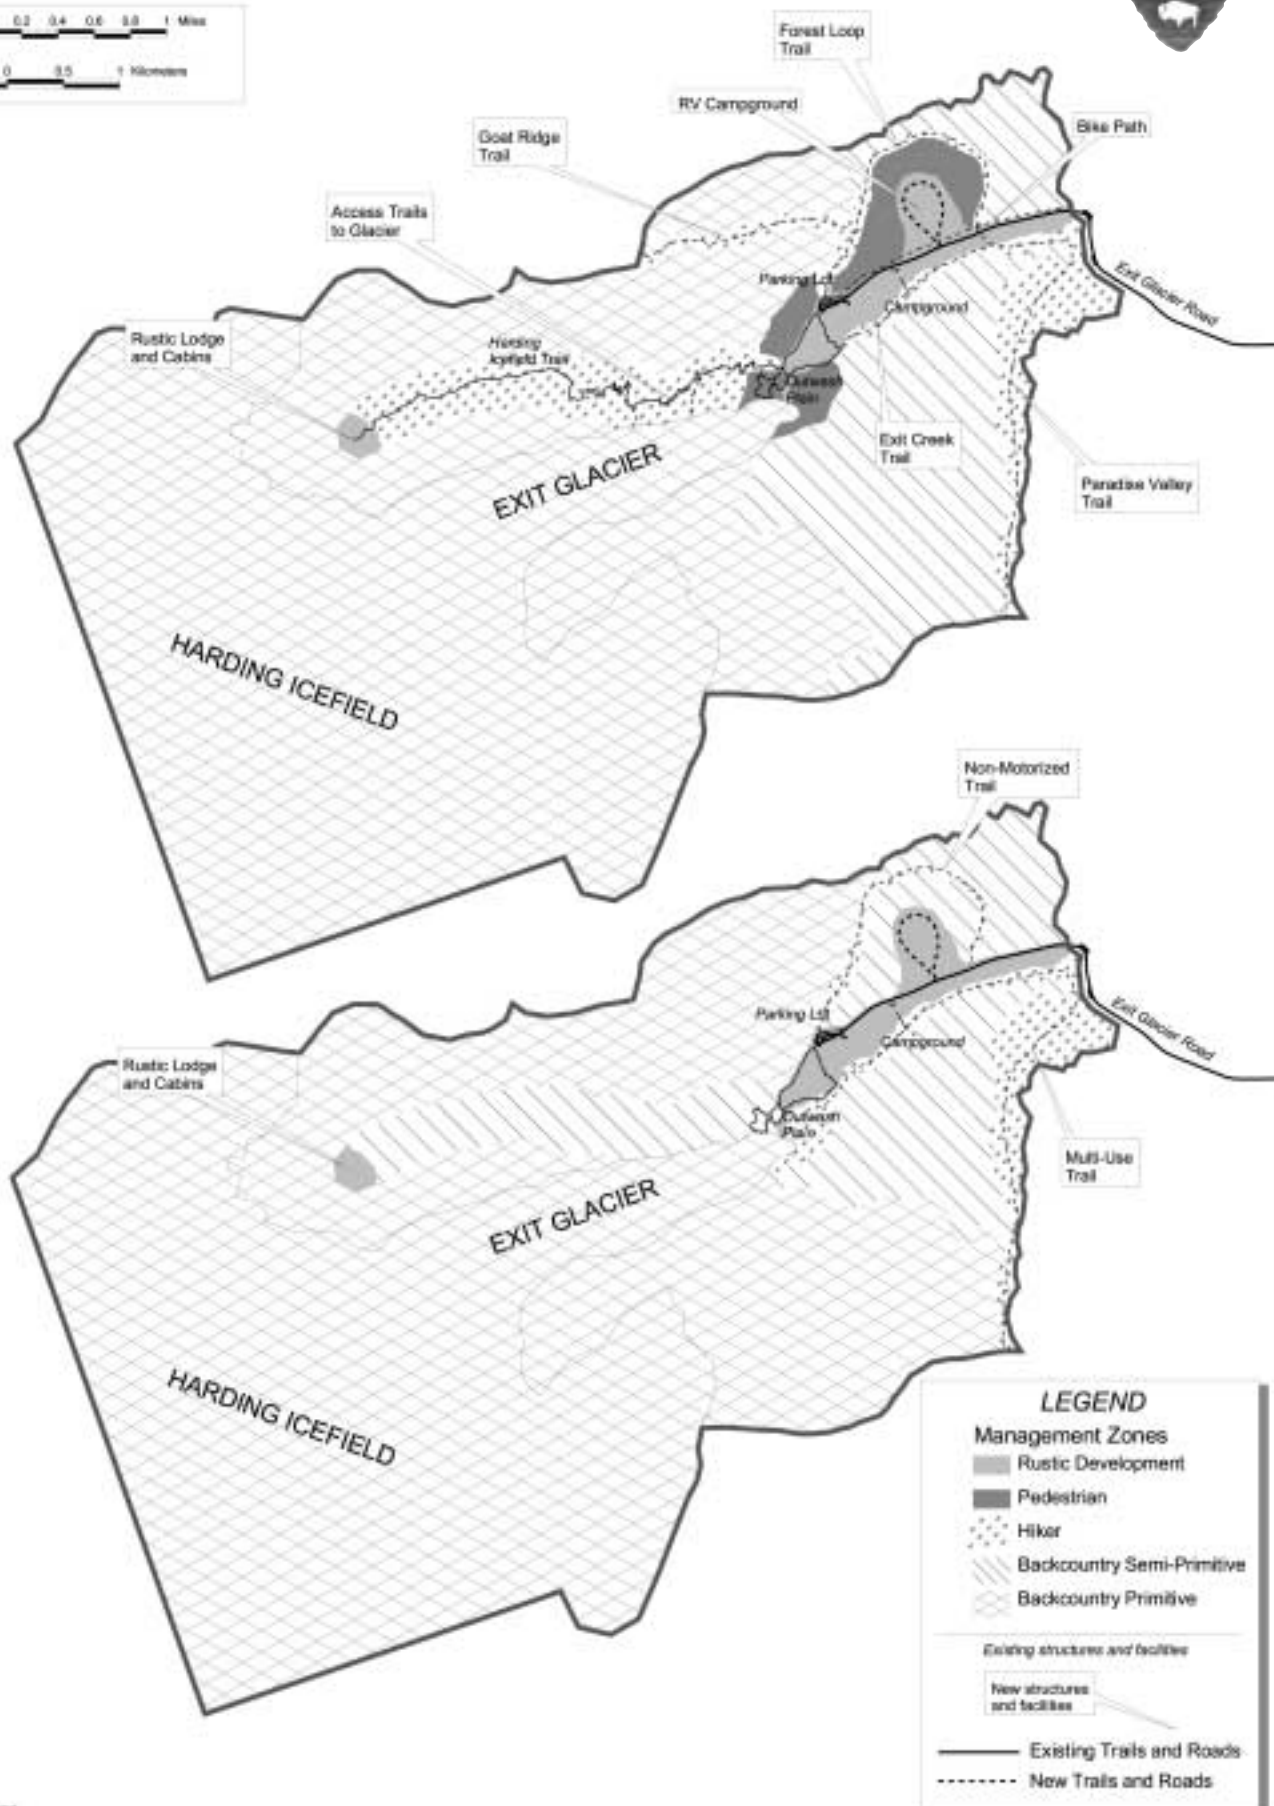 0.2 0.4 0.6 0.8 1 Miles
0 0.5 1 Kilometers
Forest Loop
Trail
RV Campground
Bike Path
Goat Ridge
Trail
Access Trails
to Glacier
Exit Glacier Road
Parking Lot
Campground
Rustic Lodge
and Cabins
Harding
Icefield Trail
Outwash
Plain
Exit Creek
Trail
EXIT GLACIER
Paradise Valley
Trail
HARDING ICEFIELD
Non-Motorized
Trail
Parking Lot
Exit Glacier Road
Campground
Rustic Lodge
and Cabins
Outwash
Plain
Multi-Use
Trail
EXIT GLACIER
HARDING ICEFIELD
LEGEND
Management Zones
Rustic Development
Pedestrian
Hiker
Backcountry Semi-Primitive
Backcountry Primitive
Existing structures and facilities
New structures
and facilities
Existing Trails and Roads
New Trails and Roads